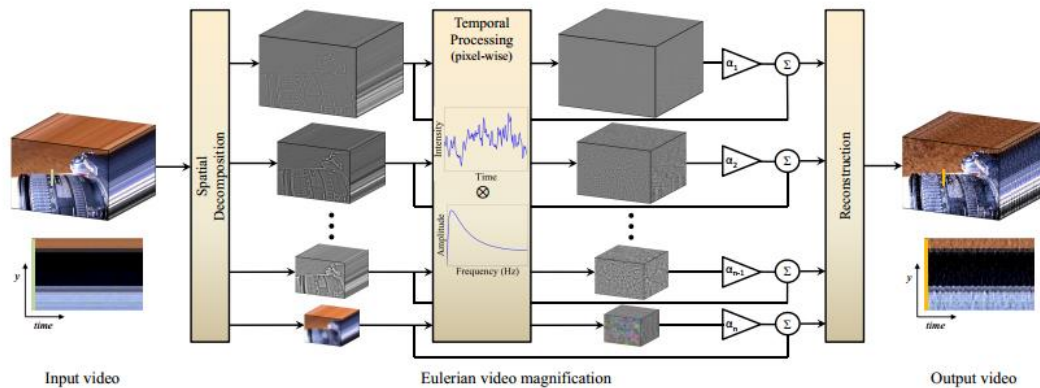 Temporal
Processing
(pixel-wise)
Spatial
Decomposition
Intensity
Time
⊗
Amplitude
Frequency (Hz)
α1
Σ
α2
Σ
αn-1
Σ
αn
Σ
Reconstruction
y
time
y
time
Input video
Eulerian video magnification
Output video